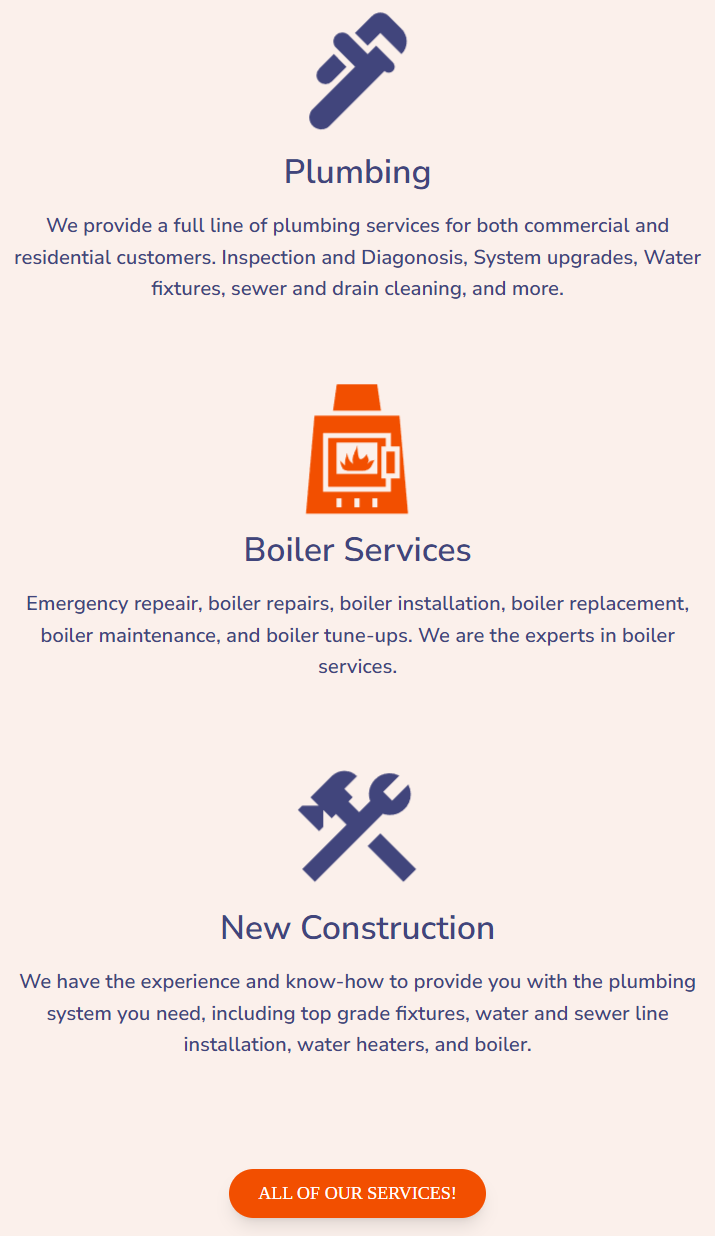 Plumbing
We provide a full line of plumbing services for both commercial and
residential customers. Inspection and Diagonosis, System upgrades, Water
fixtures, sewer and drain cleaning, and more.
Boiler Services
Emergency repeair, boiler repairs, boiler installation, boiler replacement,
boiler maintenance, and boiler tune-ups. We are the experts in boiler
services.
New Construction
We have the experience and know-how to provide you with the plumbing
system you need, including top grade fixtures, water and sewer line
installation, water heaters, and boiler.
ALL OF OUR SERVICES!